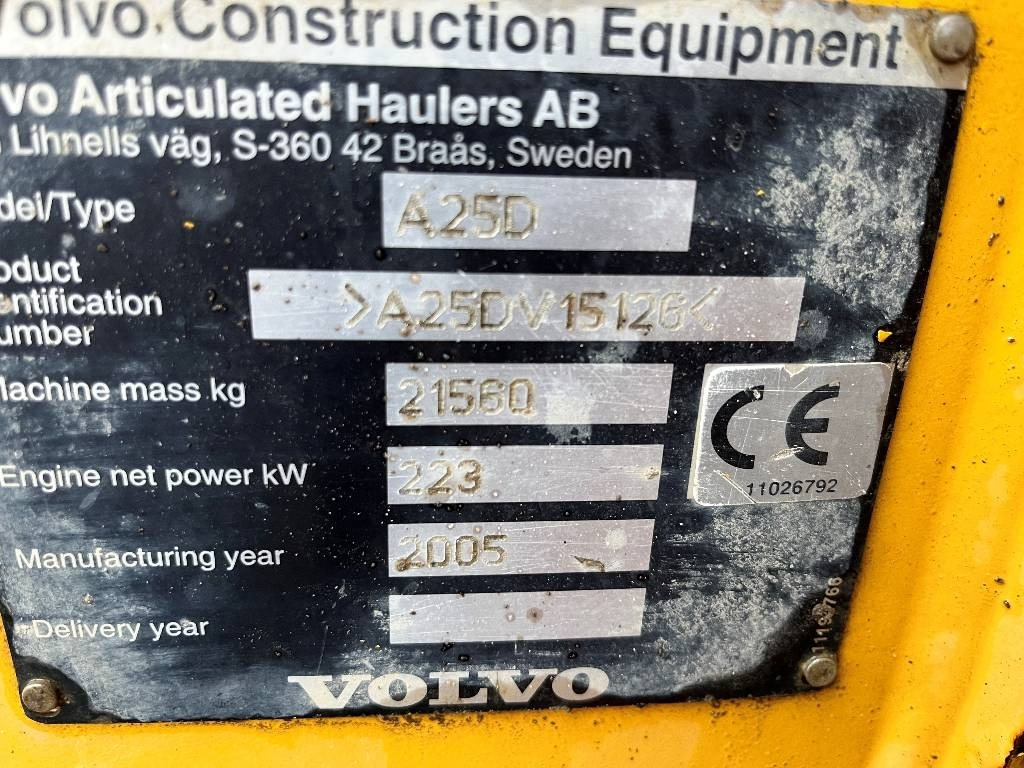 olvo Construction Equipment
vo Articulated Haulers AB
Lihnells väg, S-360 42 Braås, Sweden
del/Type A25D
oduct
entification
umber >A25DV15126<
Machine mass kg 21560
Engine net power kW 223
Manufacturing year 2005
Delivery year
CE
11026792
VOLVO